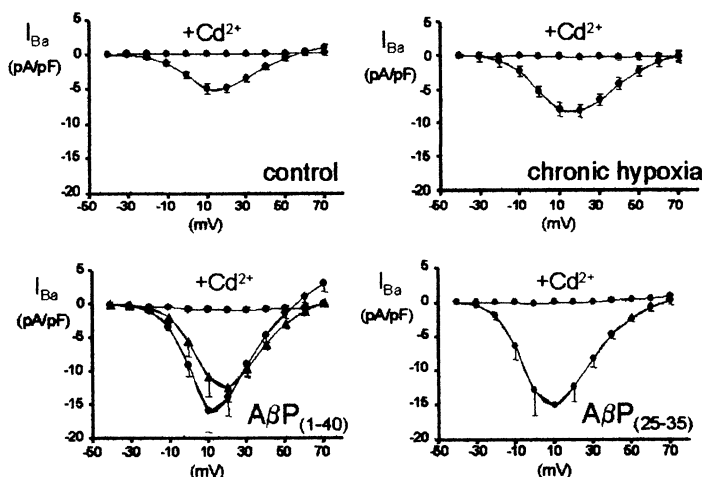 5
I_Ba
(pA/pF)
0
-5
-10
-15
-20
+Cd²⁺
control
-50 -30 -10 10 30 50 70
(mV)
5
I_Ba
(pA/pF)
0
-5
-10
-15
-20
+Cd²⁺
chronic hypoxia
-50 -30 -10 10 30 50 70
(mV)
5
I_Ba
(pA/pF)
0
-5
-10
-15
-20
+Cd²⁺
AβP(1-40)
-50 -30 -10 10 30 50 70
(mV)
5
I_Ba
(pA/pF)
0
-5
-10
-15
-20
+Cd²⁺
AβP(25-35)
-50 -30 -10 10 30 50 70
(mV)